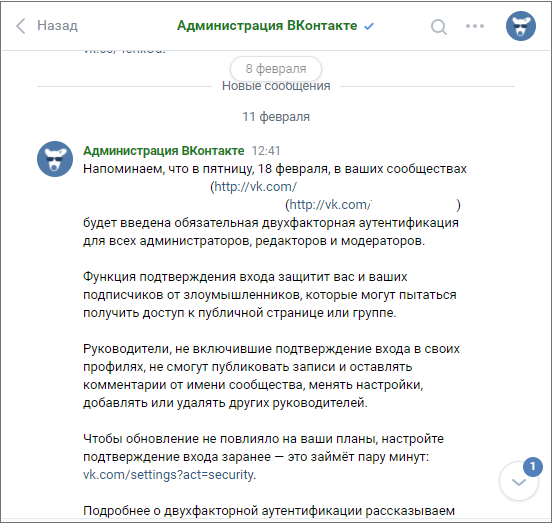 Назад
Администрация ВКонтакте
8 февраля
Новые сообщения
11 февраля
Администрация ВКонтакте 12:41
Напоминаем, что в пятницу, 18 февраля, в ваших сообществах
(http://vk.com/
(http://vk.com/ )
будет введена обязательная двухфакторная аутентификация
для всех администраторов, редакторов и модераторов.
Функция подтверждения входа защитит вас и ваших
подписчиков от злоумышленников, которые могут пытаться
получить доступ к публичной странице или группе.
Руководители, не включившие подтверждение входа в своих
профилях, не смогут публиковать записи и оставлять
комментарии от имени сообщества, менять настройки,
добавлять или удалять других руководителей.
Чтобы обновление не повлияло на ваши планы, настройте
подтверждение входа заранее — это займёт пару минут:
vk.com/settings?act=security.
1
Подробнее о двухфакторной аутентификации рассказываем